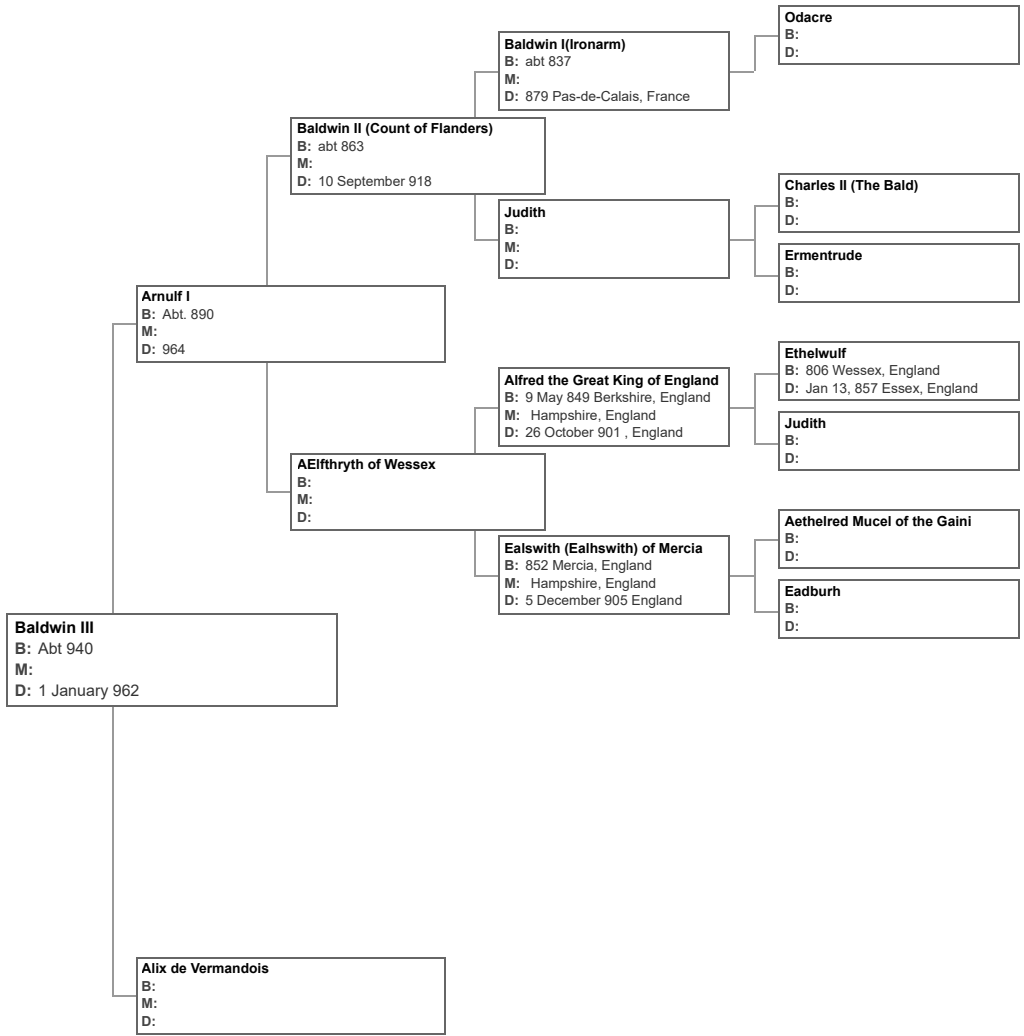 Odacre
B:
D:
Baldwin I(Ironarm)
B: abt 837
M:
D: 879 Pas-de-Calais, France
Baldwin II (Count of Flanders)
B: abt 863
M:
D: 10 September 918
Charles II (The Bald)
B:
D:
Judith
B:
M:
D:
Ermentrude
B:
D:
Arnulf I
B: Abt. 890
M:
D: 964
Ethelwulf
B: 806 Wessex, England
D: Jan 13, 857 Essex, England
Alfred the Great King of England
B: 9 May 849 Berkshire, England
M: Hampshire, England
D: 26 October 901 , England
Judith
B:
D:
AElfthryth of Wessex
B:
M:
D:
Aethelred Mucel of the Gaini
B:
D:
Ealswith (Ealhswith) of Mercia
B: 852 Mercia, England
M: Hampshire, England
D: 5 December 905 England
Eadburh
B:
D:
Baldwin III
B: Abt 940
M:
D: 1 January 962
Alix de Vermandois
B:
M:
D: